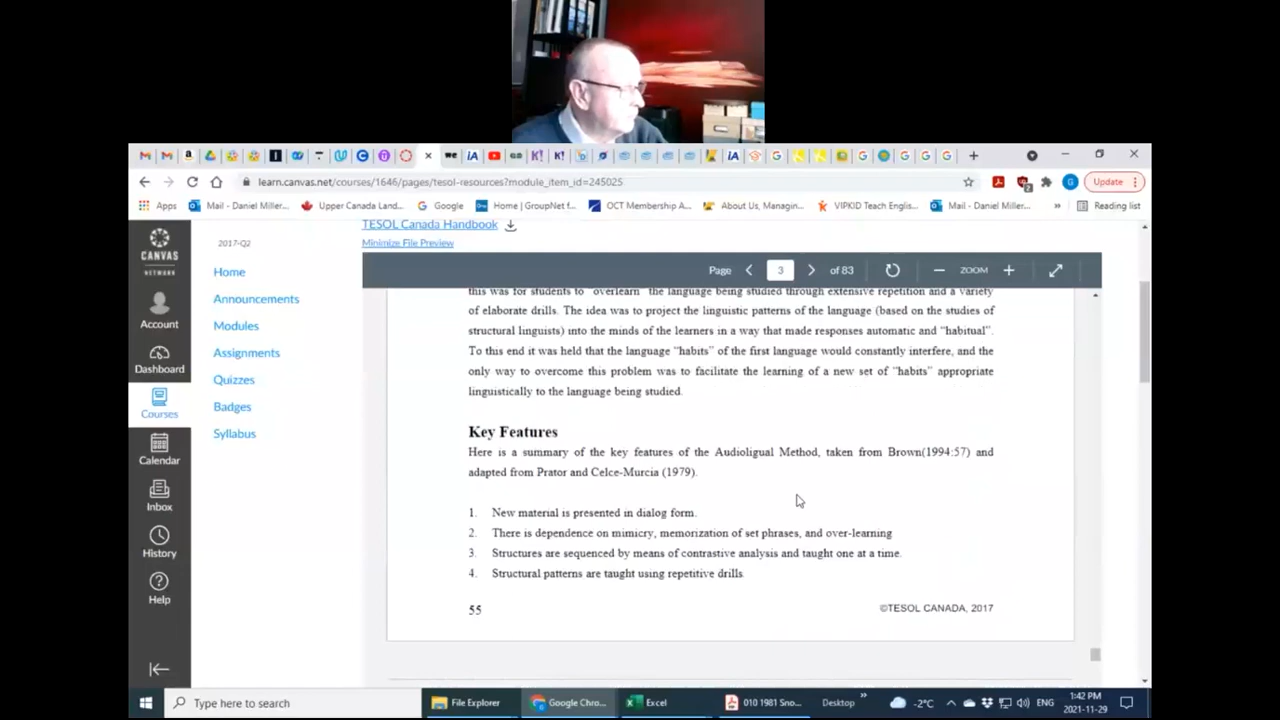 learn.canvas.net/courses/1646/pages/tesol-resources?module_item_id=245025
Update
Apps
Mail - Daniel Miller...
Upper Canada Land...
Google
Home | GroupNet f...
OCT Membership A...
About Us, Managin...
VIPKID Teach Englis...
Mail - Daniel Miller...
»
Reading list
CANVAS
NETWORK
Account
Dashboard
Courses
Calendar
Inbox
History
Help
2017-Q2
Home
Announcements
Modules
Assignments
Quizzes
Badges
Syllabus
TESOL Canada Handbook
Minimize File Preview
Page 3 of 83 ZOOM
this was for students to "overlearn" the language being studied through extensive repetition and a variety
of elaborate drills. The idea was to project the linguistic patterns of the language (based on the studies of
structural linguists) into the minds of the learners in a way that made responses automatic and "habitual".
To this end it was held that the language "habits" of the first language would constantly interfere, and the
only way to overcome this problem was to facilitate the learning of a new set of "habits" appropriate
linguistically to the language being studied.
Key Features
Here is a summary of the key features of the Audioligual Method, taken from Brown(1994:57) and
adapted from Prator and Celce-Murcia (1979).
1. New material is presented in dialog form.
2. There is dependence on mimicry, memorization of set phrases, and over-learning
3. Structures are sequenced by means of contrastive analysis and taught one at a time.
4. Structural patterns are taught using repetitive drills.
55
©TESOL CANADA, 2017
Type here to search
File Explorer
Google Chro...
Excel
010 1981 Sno...
Desktop
»
-2°C
ENG
1:42 PM
2021-11-29